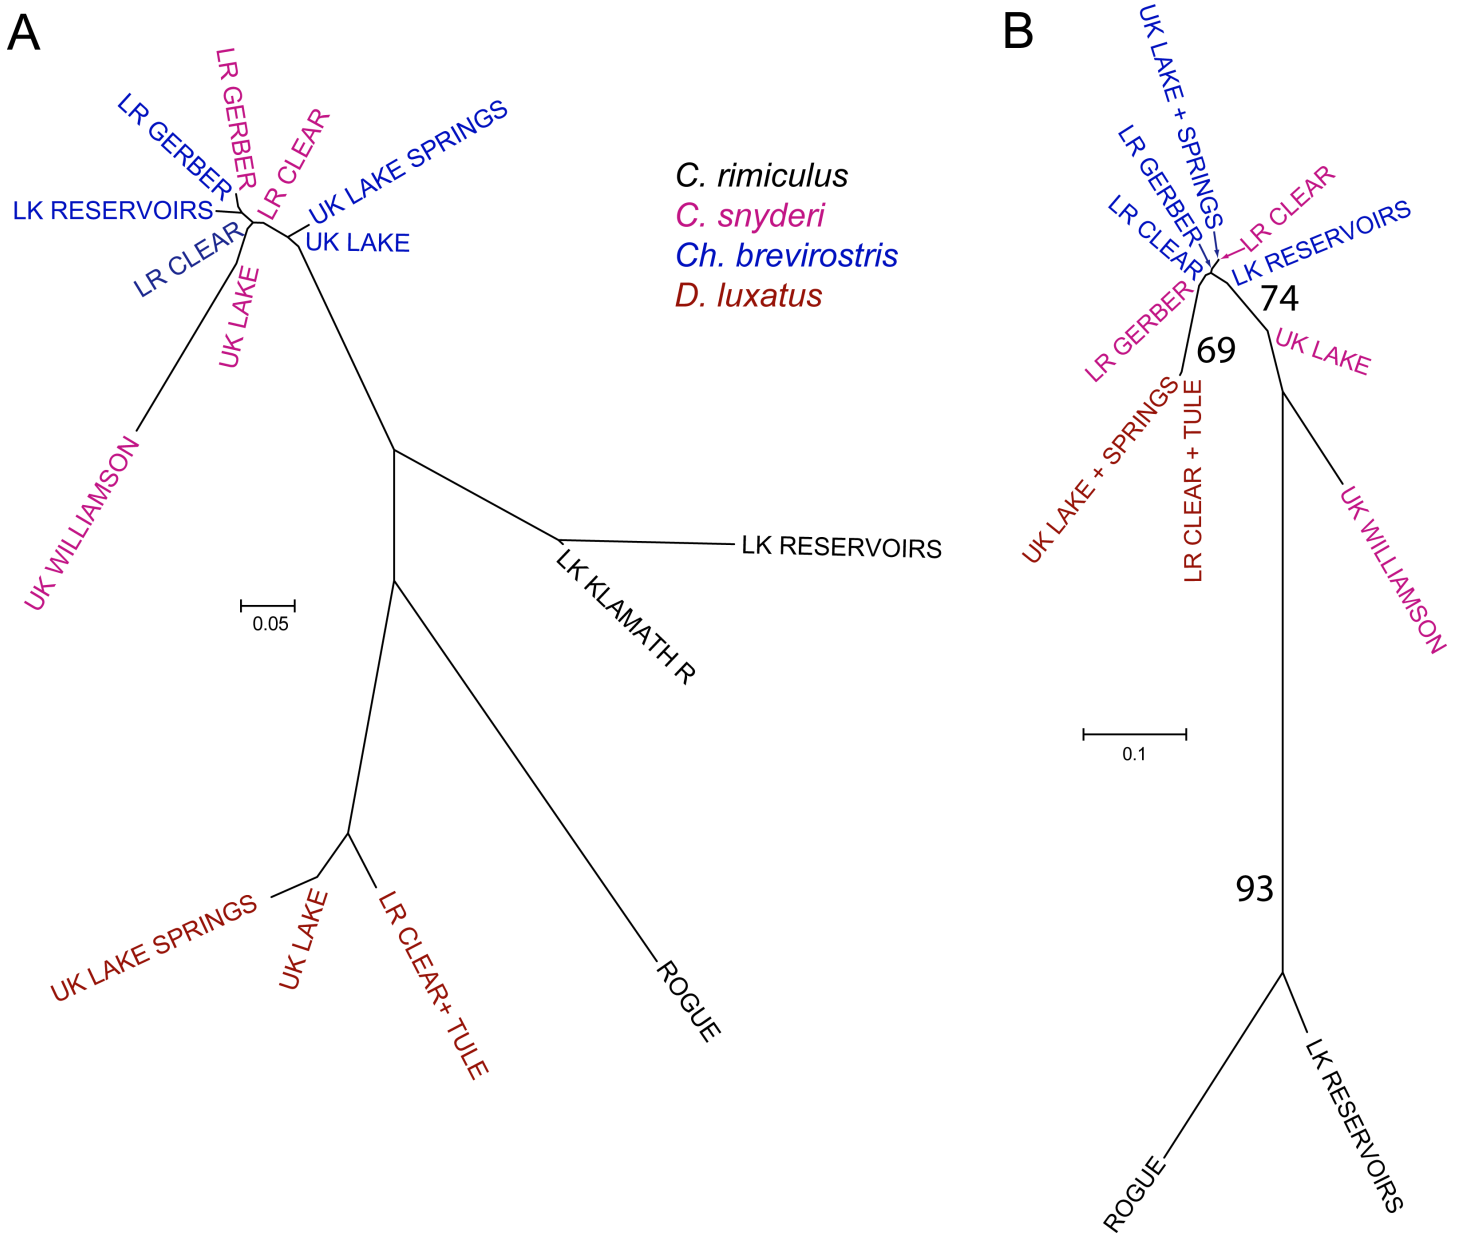 A
LR GERBER
LR GERBER
LR CLEAR
UK LAKE SPRINGS
LK RESERVOIRS
UK LAKE
LR CLEAR
UK LAKE
UK WILLIAMSON
C. rimiculus
C. snyderi
Ch. brevirostris
D. luxatus
LK RESERVOIRS
LK KLAMATH R
0.05
UK LAKE SPRINGS
UK LAKE
LR CLEAR+ TULE
ROGUE
B
UK LAKE + SPRINGS
LR GERBER
LR CLEAR
LR CLEAR
LK RESERVOIRS
74
LR GERBER
69
UK LAKE
UK LAKE + SPRINGS
LR CLEAR + TULE
UK WILLIAMSON
0.1
93
ROGUE
LK RESERVOIRS